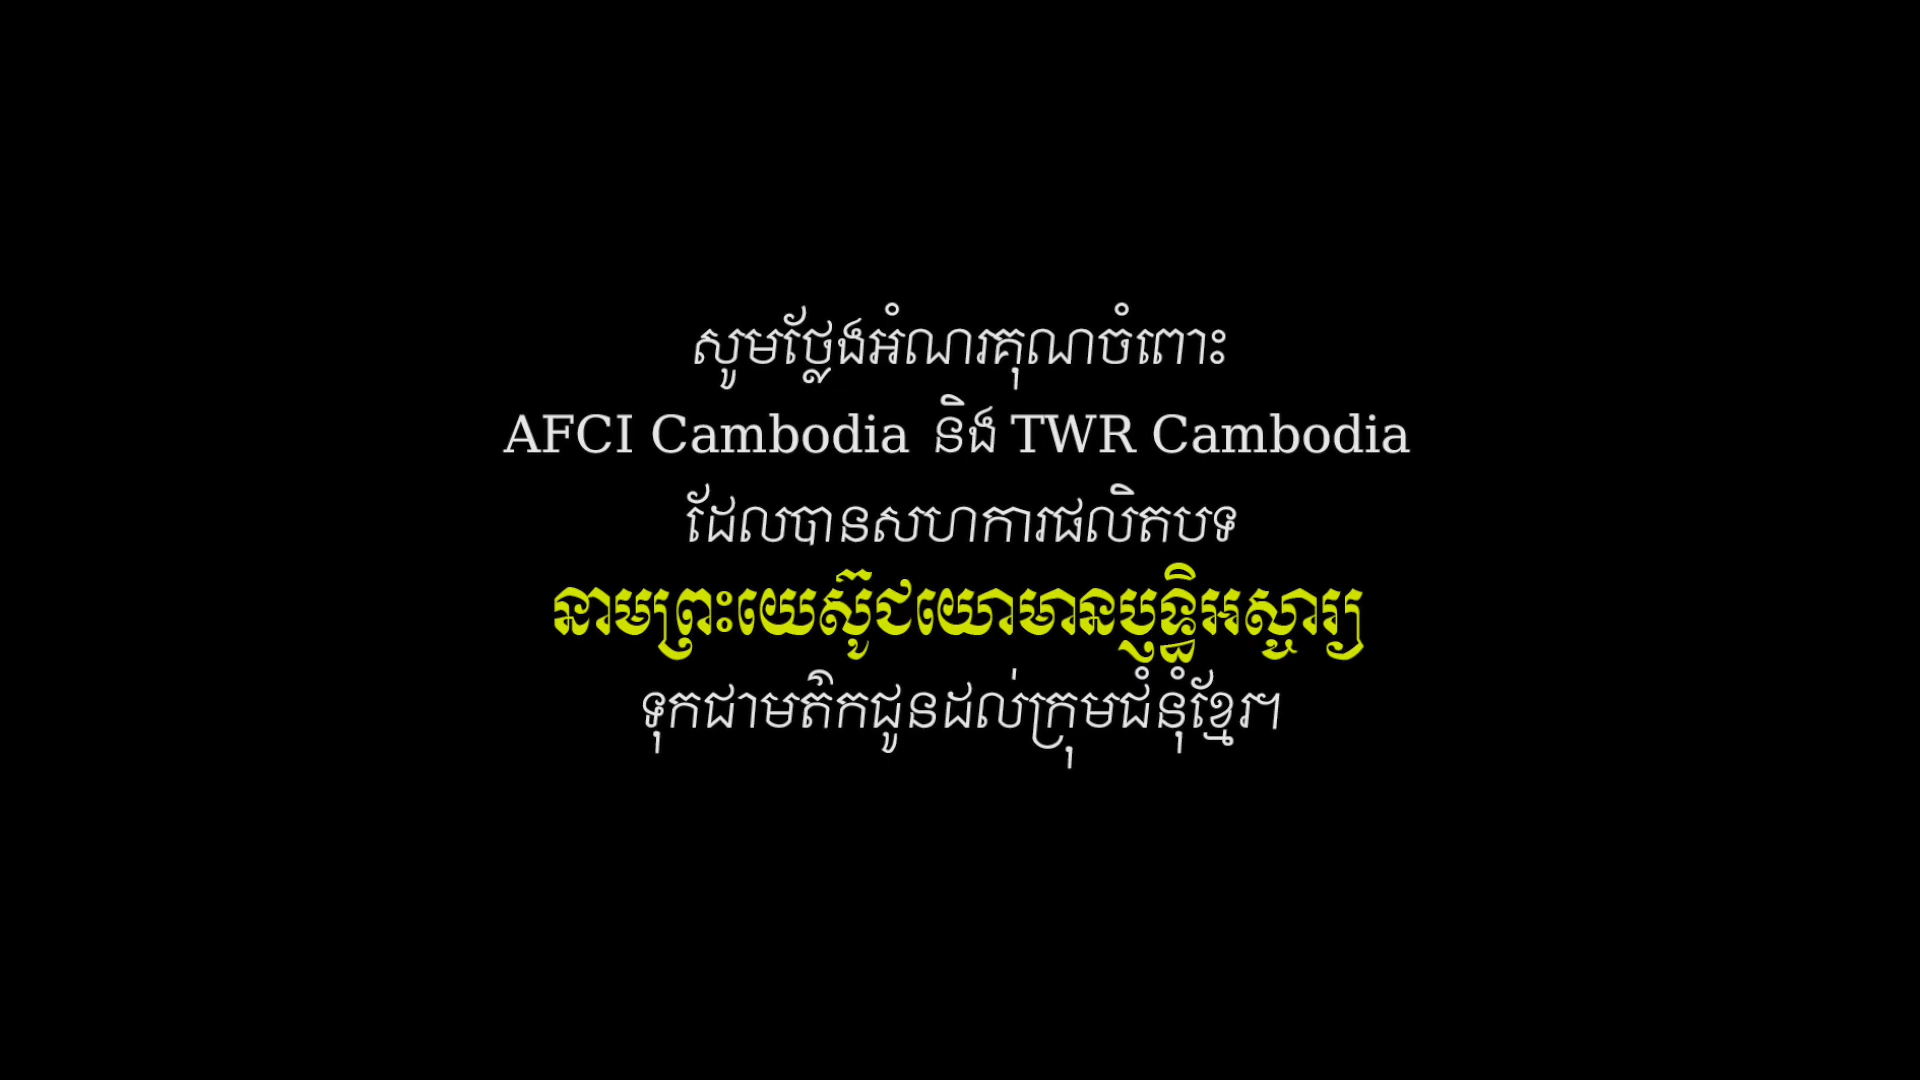 សូមថ្លែងអំណរគុណចំពោះ
AFCI Cambodia និង TWR Cambodia
ដែលបានសហការផលិតបទ
នាមព្រះយេស៊ូជយោមានឫទ្ធិអស្ចារ្យ
ទុកជាមត៌កជូនដល់ក្រុមជំនុំខ្មែរ។